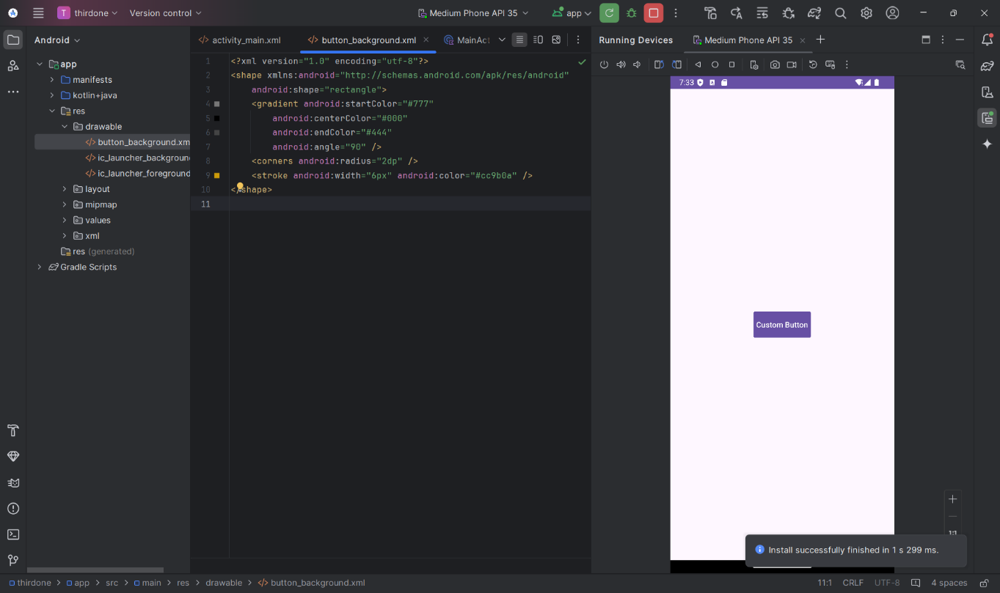 T thirdone Version control Medium Phone API 35 app
Android
activity_main.xml button_background.xml MainAct
Running Devices Medium Phone API 35
app
manifests
kotlin+java
res
drawable
button_background.xm
ic_launcher_background
ic_launcher_foreground
layout
mipmap
values
xml
res (generated)
Gradle Scripts
1 <?xml version="1.0" encoding="utf-8"?>
2 <shape xmlns:android="http://schemas.android.com/apk/res/android"
3 android:shape="rectangle">
4 <gradient android:startColor="#777"
5 android:centerColor="#000"
6 android:endColor="#444"
7 android:angle="90" />
8 <corners android:radius="2dp" />
9 <stroke android:width="6px" android:color="#cc9b0a" />
10 </shape>
11
7:33
Custom Button
1:1
Install successfully finished in 1 s 299 ms.
thirdone > app > src > main > res > drawable > button_background.xml
11:1 CRLF UTF-8 4 spaces